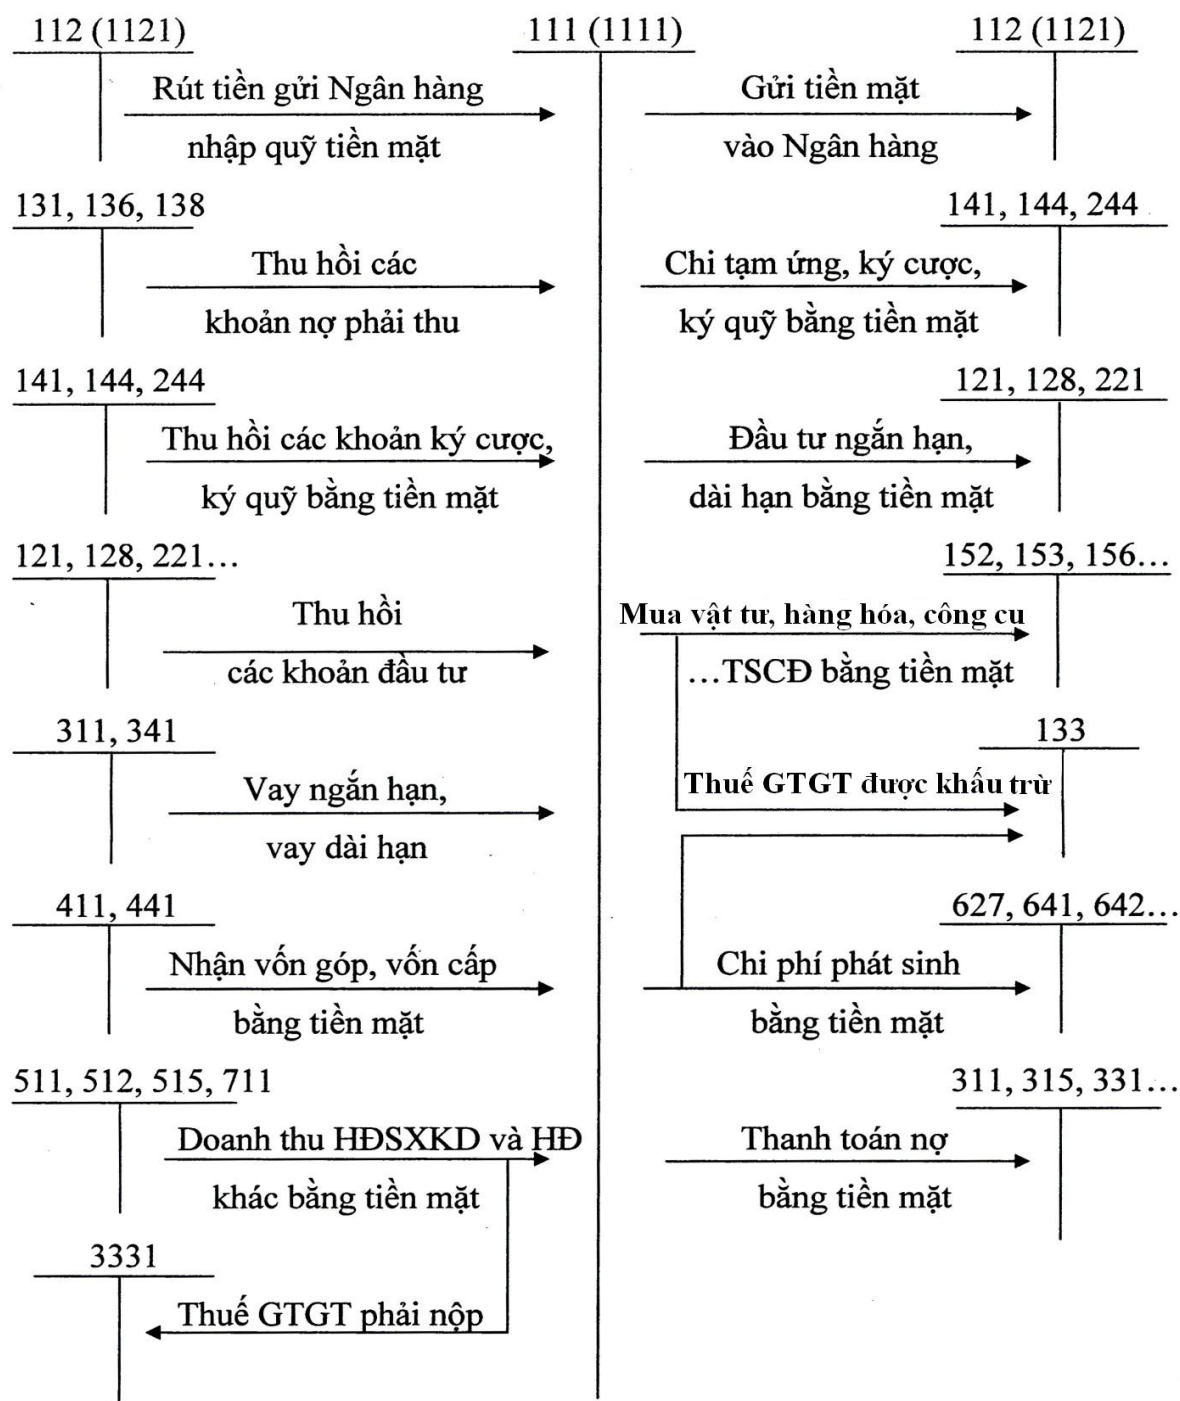 112 (1121)
111 (1111)
112 (1121)
Rút tiền gửi Ngân hàng
nhập quỹ tiền mặt
Gửi tiền mặt
vào Ngân hàng
131, 136, 138
141, 144, 244
Thu hồi các
khoản nợ phải thu
Chi tạm ứng, ký cược,
ký quỹ bằng tiền mặt
141, 144, 244
121, 128, 221
Thu hồi các khoản ký cược,
ký quỹ bằng tiền mặt
Đầu tư ngắn hạn,
dài hạn bằng tiền mặt
121, 128, 221…
152, 153, 156…
Thu hồi
các khoản đầu tư
Mua vật tư, hàng hóa, công cu
…TSCĐ bằng tiền mặt
311, 341
133
Vay ngắn hạn,
vay dài hạn
Thuế GTGT được khấu trừ
411, 441
627, 641, 642…
Nhận vốn góp, vốn cấp
bằng tiền mặt
Chi phí phát sinh
bằng tiền mặt
511, 512, 515, 711
311, 315, 331…
Doanh thu HĐSXKD và HĐ
khác bằng tiền mặt
Thanh toán nợ
bằng tiền mặt
3331
Thuế GTGT phải nộp